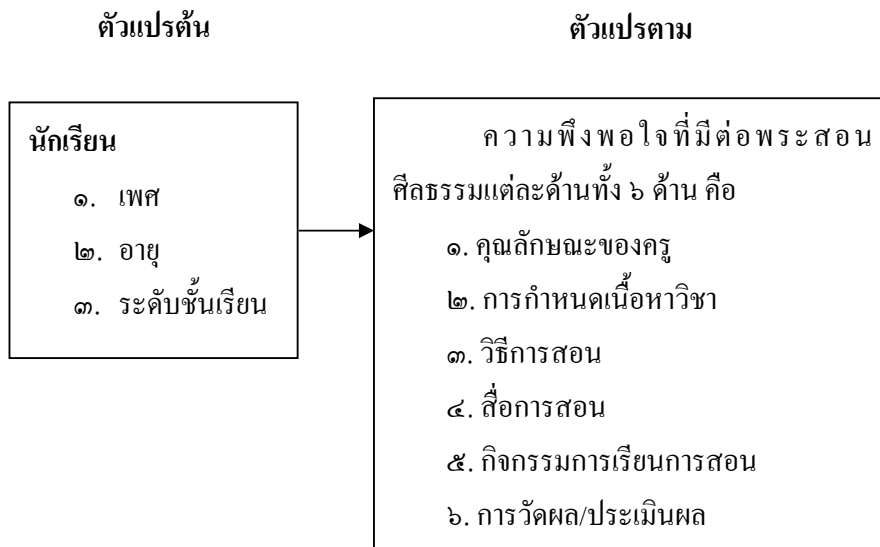 ตัวแปรต้น
ตัวแปรตาม
นักเรียน
๑. เพศ
๒. อายุ
๓. ระดับชั้นเรียน
ความพึงพอใจที่มีต่อพระสอน
ศีลธรรมแต่ละด้านทั้ง ๖ ด้าน คือ
๑. คุณลักษณะของครู
๒. การกำหนดเนื้อหาวิชา
๓. วิธีการสอน
๔. สื่อการสอน
๕. กิจกรรมการเรียนการสอน
๖. การวัดผล/ประเมินผล